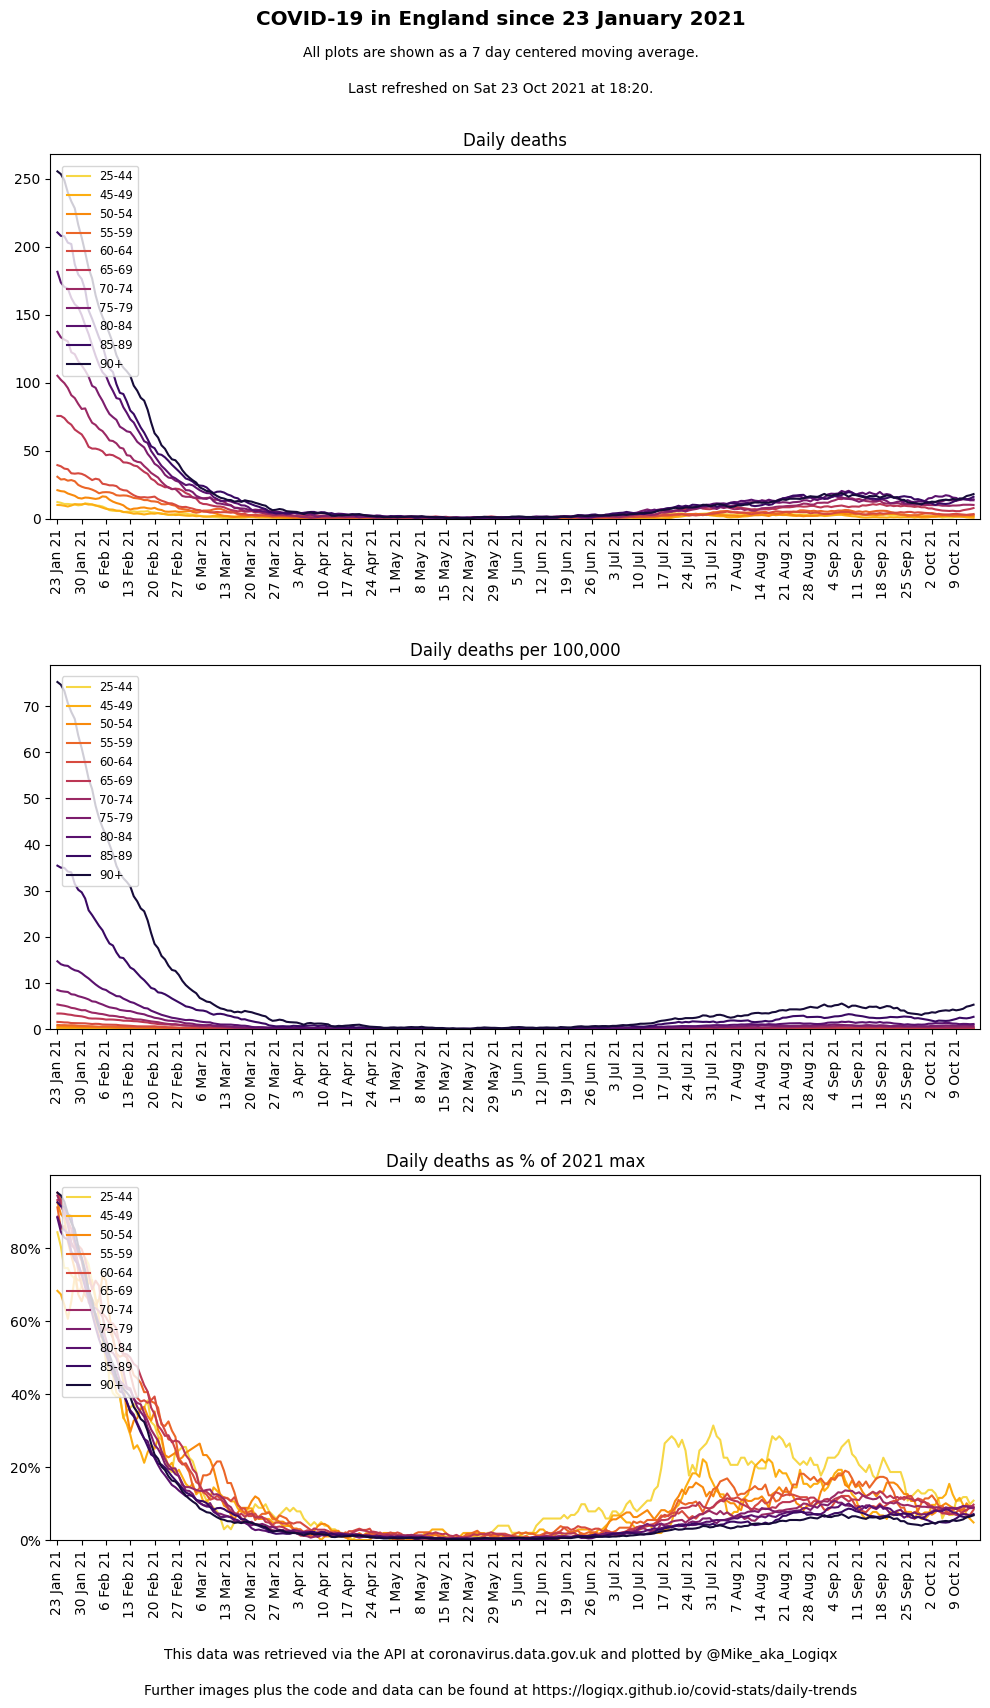 COVID-19 in England since 23 January 2021
All plots are shown as a 7 day centered moving average.
Last refreshed on Sat 23 Oct 2021 at 18:20.
Daily deaths
250
200
150
100
50
0
25-44
45-49
50-54
55-59
60-64
65-69
70-74
75-79
80-84
85-89
90+
23 Jan 21
30 Jan 21
6 Feb 21
13 Feb 21
20 Feb 21
27 Feb 21
6 Mar 21
13 Mar 21
20 Mar 21
27 Mar 21
3 Apr 21
10 Apr 21
17 Apr 21
24 Apr 21
1 May 21
8 May 21
15 May 21
22 May 21
29 May 21
5 Jun 21
12 Jun 21
19 Jun 21
26 Jun 21
3 Jul 21
10 Jul 21
17 Jul 21
24 Jul 21
31 Jul 21
7 Aug 21
14 Aug 21
21 Aug 21
28 Aug 21
4 Sep 21
11 Sep 21
18 Sep 21
25 Sep 21
2 Oct 21
9 Oct 21
Daily deaths per 100,000
70
60
50
40
30
20
10
0
25-44
45-49
50-54
55-59
60-64
65-69
70-74
75-79
80-84
85-89
90+
23 Jan 21
30 Jan 21
6 Feb 21
13 Feb 21
20 Feb 21
27 Feb 21
6 Mar 21
13 Mar 21
20 Mar 21
27 Mar 21
3 Apr 21
10 Apr 21
17 Apr 21
24 Apr 21
1 May 21
8 May 21
15 May 21
22 May 21
29 May 21
5 Jun 21
12 Jun 21
19 Jun 21
26 Jun 21
3 Jul 21
10 Jul 21
17 Jul 21
24 Jul 21
31 Jul 21
7 Aug 21
14 Aug 21
21 Aug 21
28 Aug 21
4 Sep 21
11 Sep 21
18 Sep 21
25 Sep 21
2 Oct 21
9 Oct 21
Daily deaths as % of 2021 max
80%
60%
40%
20%
0%
25-44
45-49
50-54
55-59
60-64
65-69
70-74
75-79
80-84
85-89
90+
23 Jan 21
30 Jan 21
6 Feb 21
13 Feb 21
20 Feb 21
27 Feb 21
6 Mar 21
13 Mar 21
20 Mar 21
27 Mar 21
3 Apr 21
10 Apr 21
17 Apr 21
24 Apr 21
1 May 21
8 May 21
15 May 21
22 May 21
29 May 21
5 Jun 21
12 Jun 21
19 Jun 21
26 Jun 21
3 Jul 21
10 Jul 21
17 Jul 21
24 Jul 21
31 Jul 21
7 Aug 21
14 Aug 21
21 Aug 21
28 Aug 21
4 Sep 21
11 Sep 21
18 Sep 21
25 Sep 21
2 Oct 21
9 Oct 21
This data was retrieved via the API at coronavirus.data.gov.uk and plotted by @Mike_aka_Logiqx
Further images plus the code and data can be found at https://logiqx.github.io/covid-stats/daily-trends